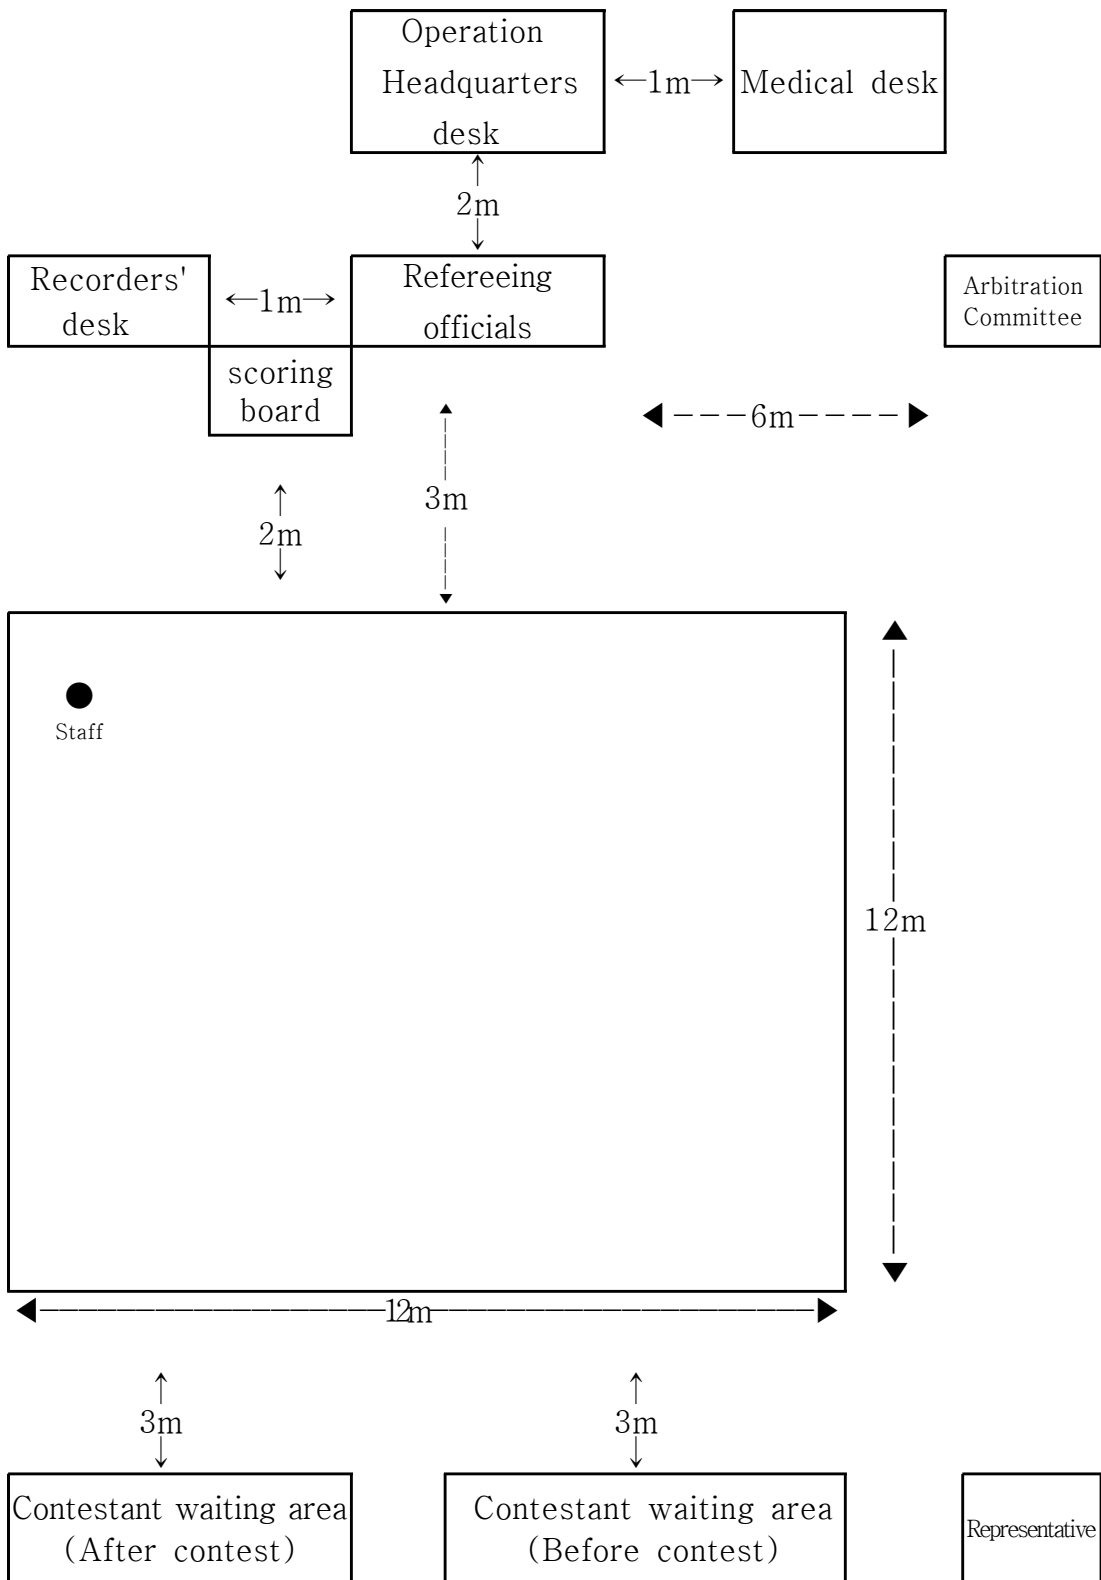 Operation
Headquarters
desk
←1m→
Medical desk
2m
Recorders'
desk
←1m→
Refereeing
officials
Arbitration
Committee
scoring
board
6m
3m
2m
Staff
12m
12m
3m
3m
Contestant waiting area
(After contest)
Contestant waiting area
(Before contest)
Representative